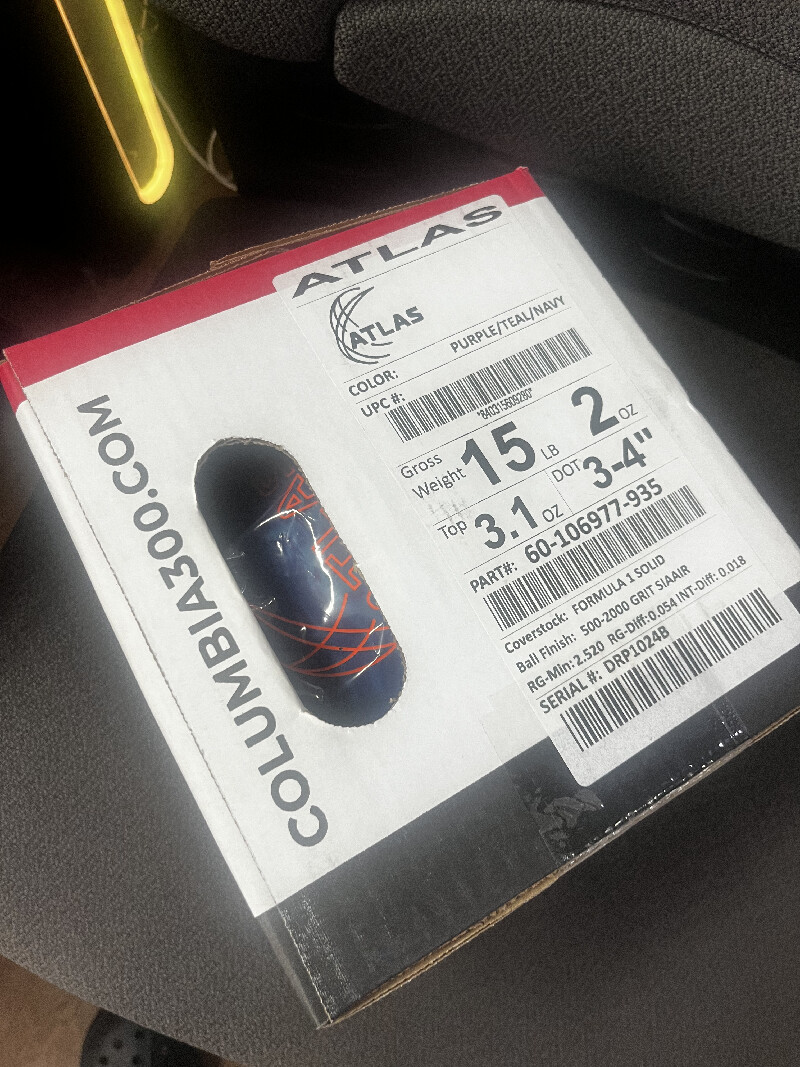 ATLAS
ATLAS
COLOR: PURPLE/TEAL/NAVY
UPC #:
*840315609280*
Gross Weight 15 LB 2 OZ
Top 3.1 OZ DOT 3-4"
PART#: 60-106977-935
Coverstock: FORMULA 1 SOLID
Ball Finish: 500-2000 GRIT SIAAIR
RG-Min:2.520 RG-Diff:0.054 INT-Diff: 0.018
SERIAL #: DRP10248
COLUMBIA300.COM